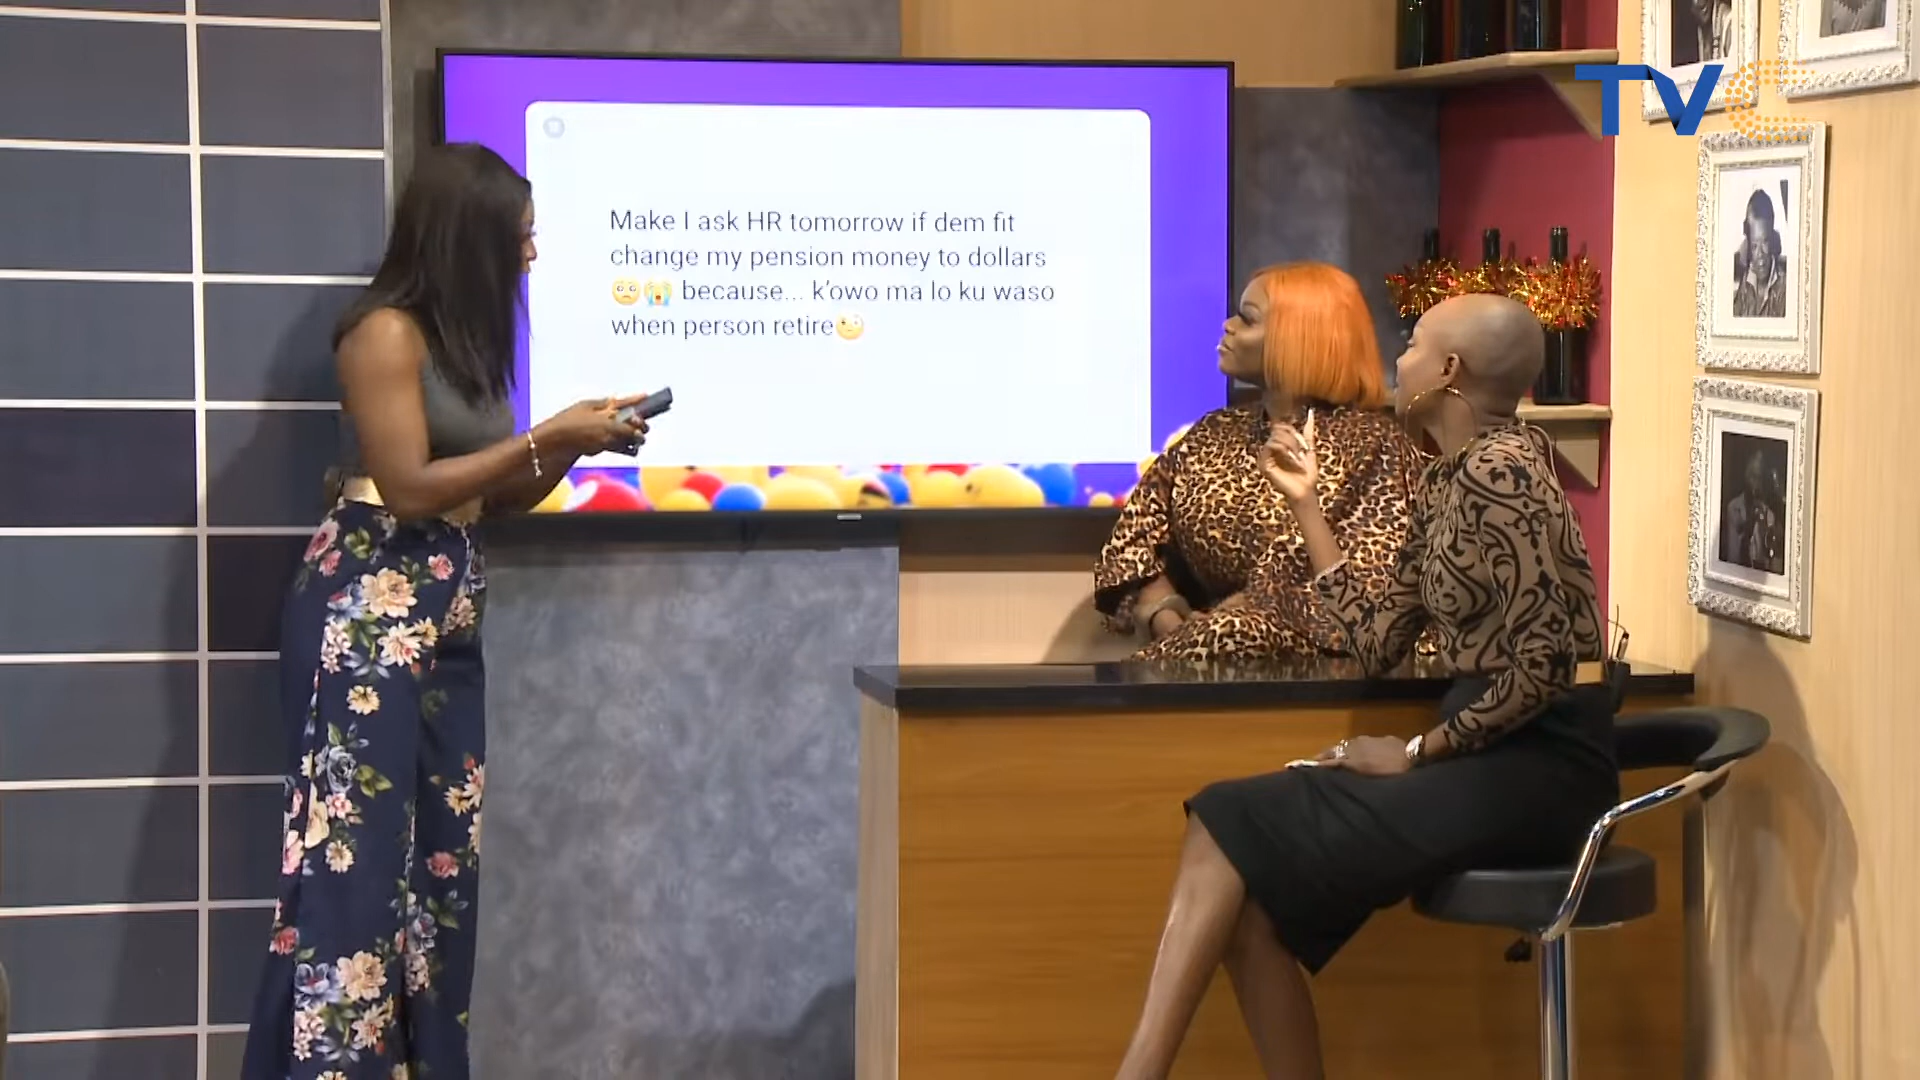 TVC
Make I ask HR tomorrow if dem fit
change my pension money to dollars
🥺😭 because... k'owo ma lo ku waso
when person retire🧐